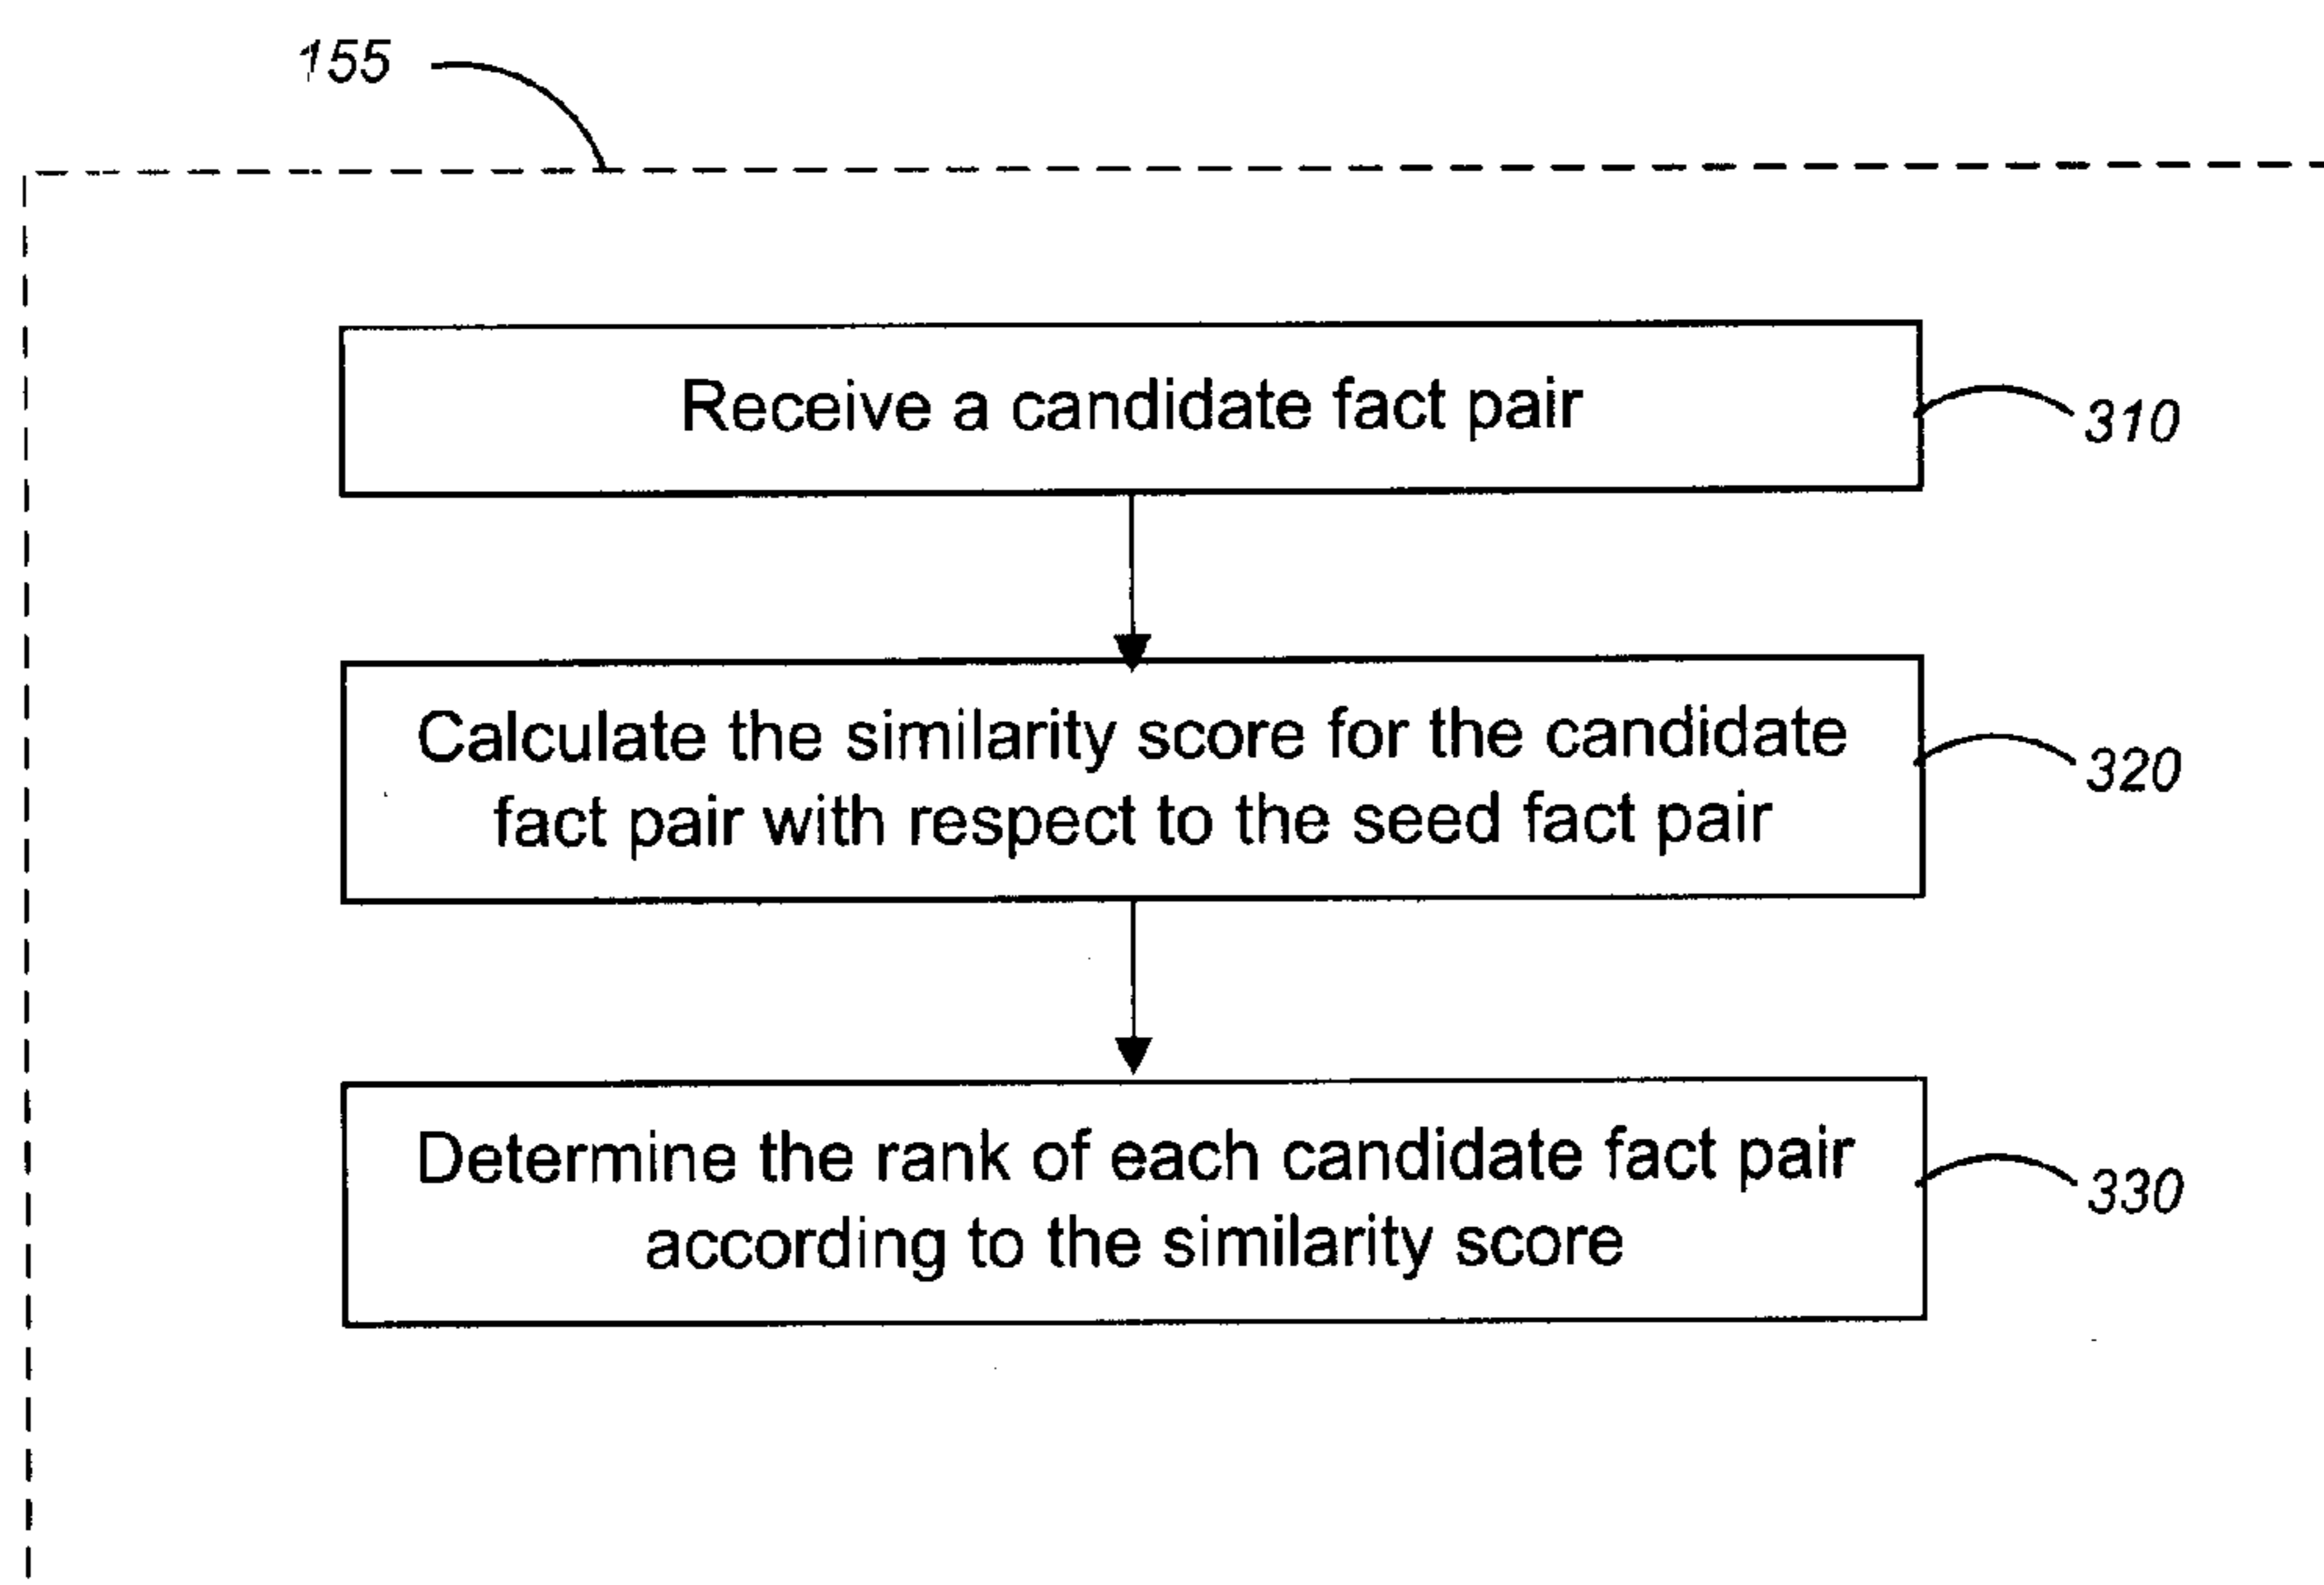 155
Receive a candidate fact pair
310
Calculate the similarity score for the candidate
fact pair with respect to the seed fact pair
320
Determine the rank of each candidate fact pair
according to the similarity score
330